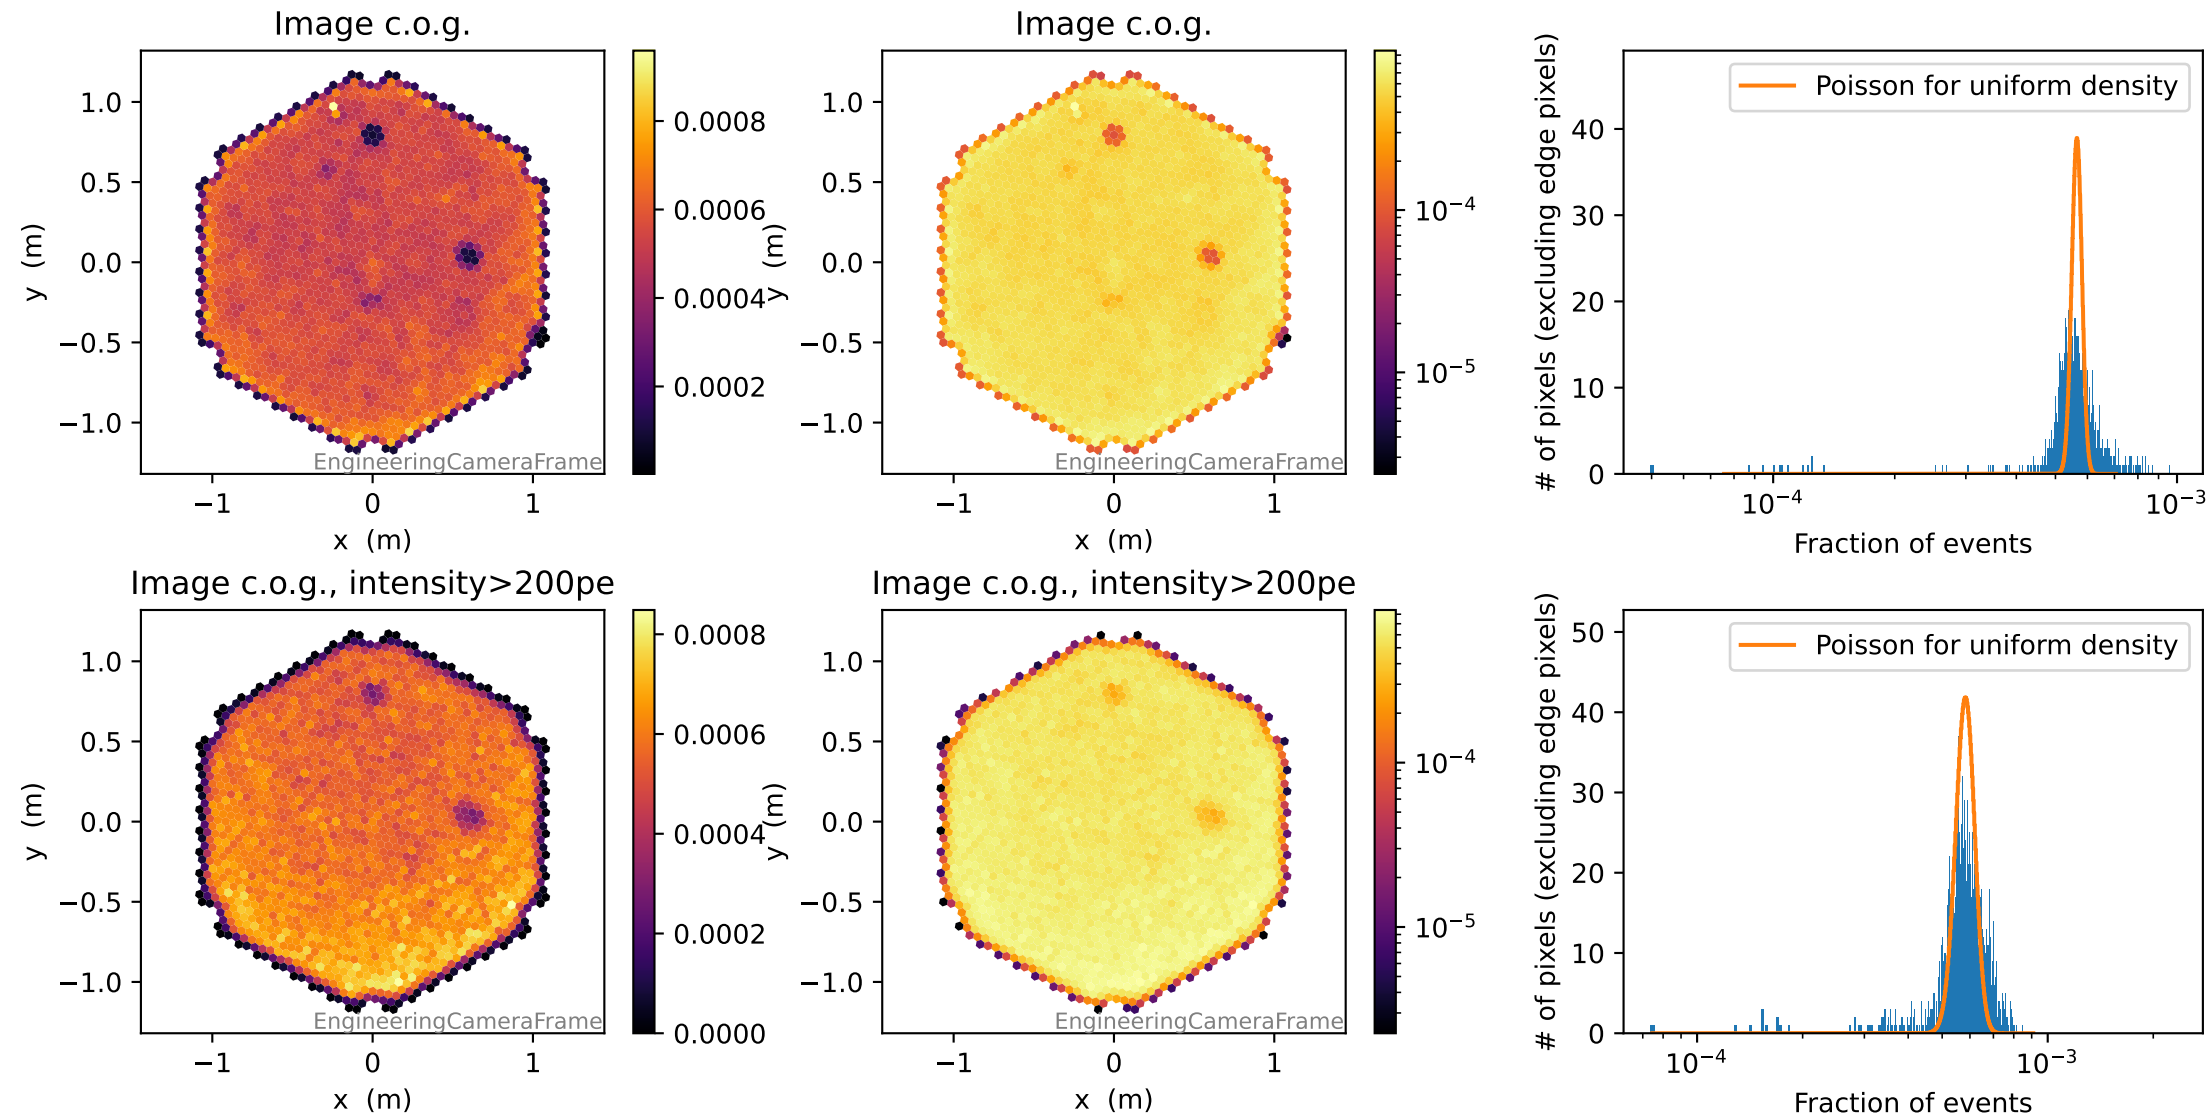 Image c.o.g.
y (m)
1.0
0.5
0.0
−0.5
−1.0
−1
0
1
x (m)
EngineeringCameraFrame
0.0008
0.0006
0.0004
0.0002
Image c.o.g.
y (m)
1.0
0.5
0.0
−0.5
−1.0
−1
0
1
x (m)
EngineeringCameraFrame
10−4
10−5
# of pixels (excluding edge pixels)
40
30
20
10
0
Poisson for uniform density
10−4
10−3
Fraction of events
Image c.o.g., intensity>200pe
y (m)
1.0
0.5
0.0
−0.5
−1.0
−1
0
1
x (m)
EngineeringCameraFrame
0.0008
0.0006
0.0004
0.0002
0.0000
Image c.o.g., intensity>200pe
y (m)
1.0
0.5
0.0
−0.5
−1.0
−1
0
1
x (m)
EngineeringCameraFrame
10−4
10−5
# of pixels (excluding edge pixels)
50
40
30
20
10
0
Poisson for uniform density
10−4
10−3
Fraction of events